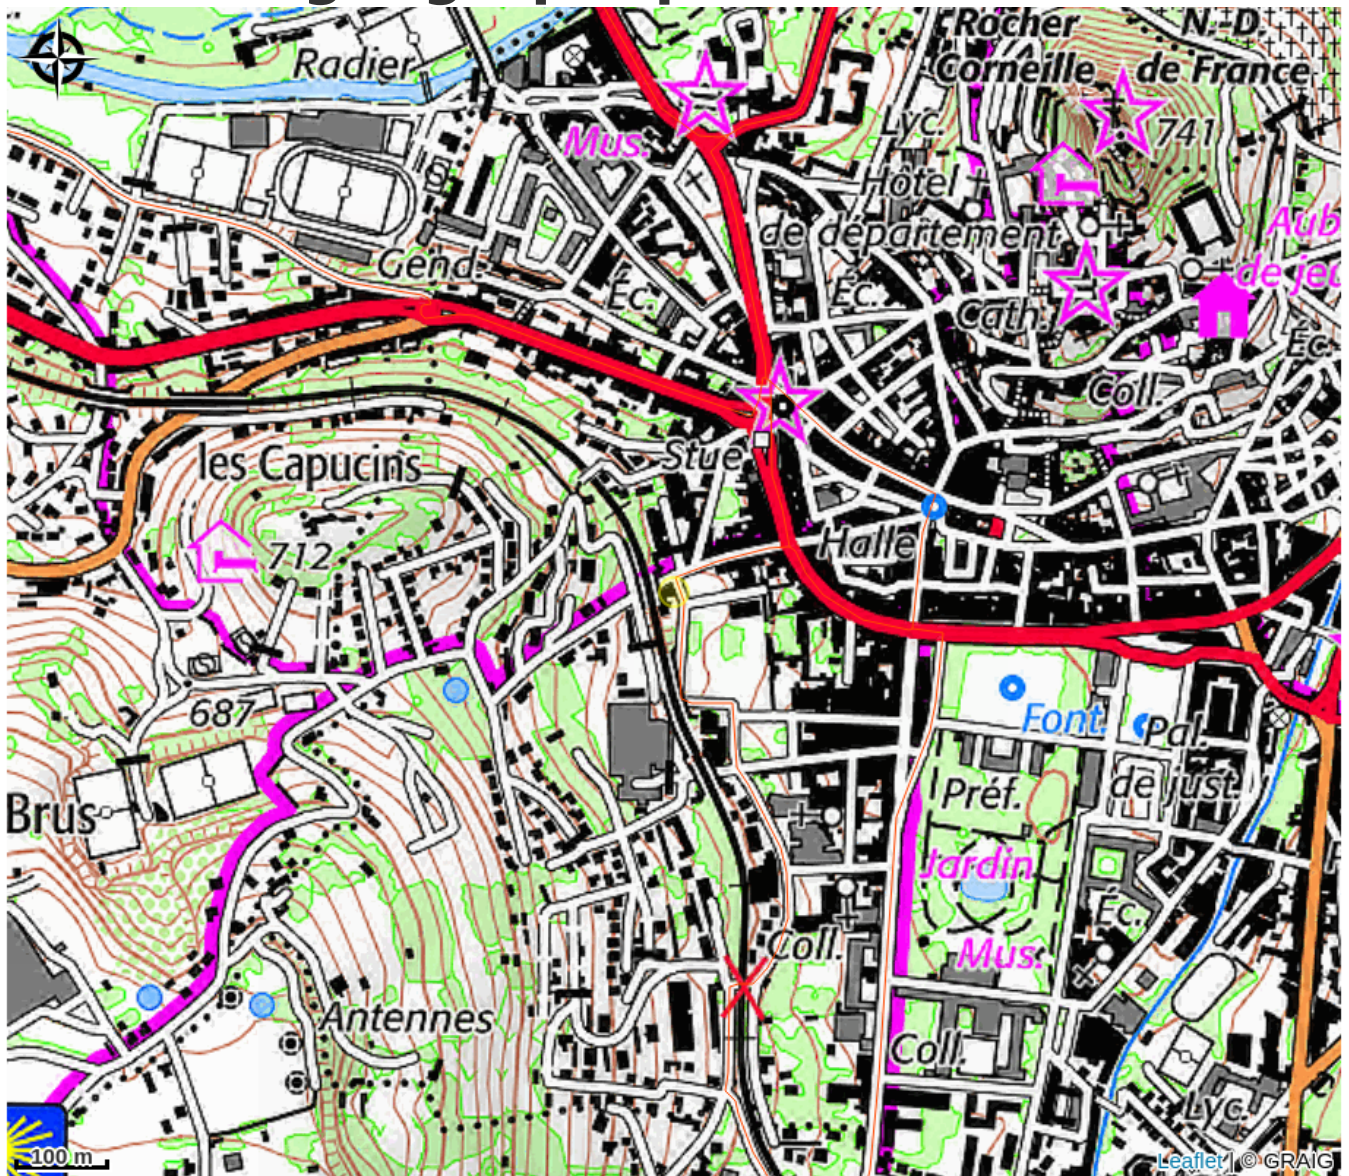 Radier
Rocher
Corneille
N.-D.
de France
741
Mus.
Lyc.
Hôtel
de département
Gend.
Éc.
Éc.
Cath.
Aub
de jeu
Éc.
Coll.
Stue
les Capucins
712
Halle
687
Font.
Pal.
de just.
Préf.
Brus
Jardin
Éc.
Mus.
Coll.
Antennes
Coll.
Lyc.
100 m
Leaflet | © GRAIG